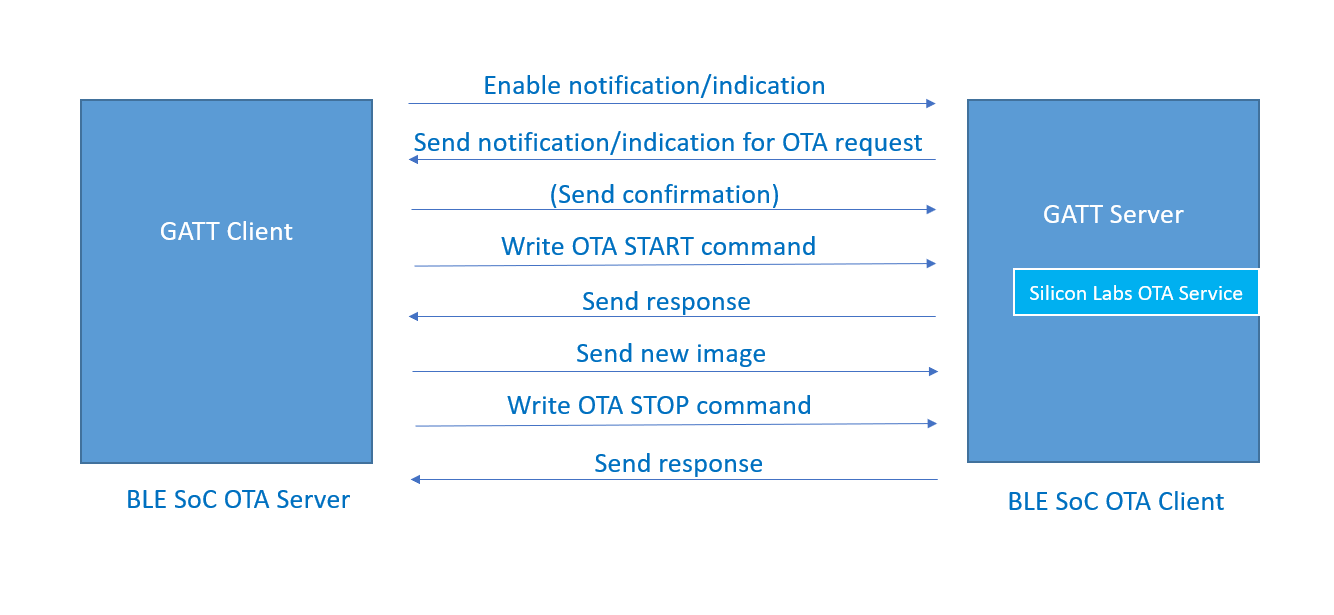 Enable notification/indication
Send notification/indication for OTA request
(Send confirmation)
GATT Client
GATT Server
Write OTA START command
Silicon Labs OTA Service
Send response
Send new image
Write OTA STOP command
Send response
BLE SoC OTA Server
BLE SoC OTA Client